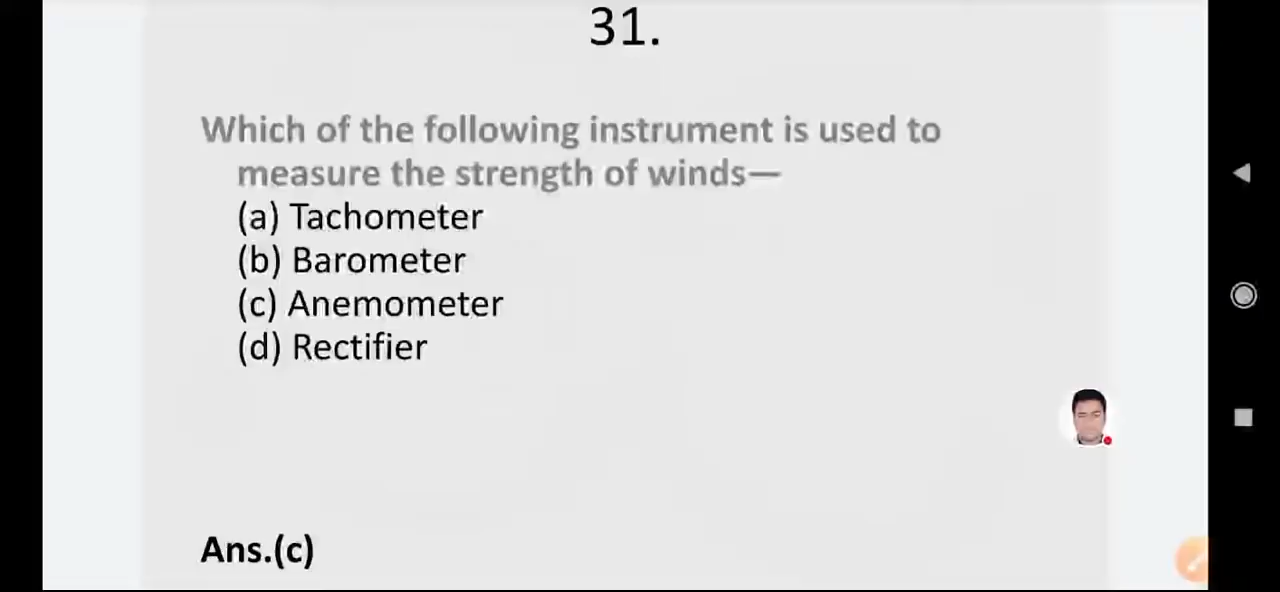 31.
Which of the following instrument is used to
measure the strength of winds—
(a) Tachometer
(b) Barometer
(c) Anemometer
(d) Rectifier
Ans.(c)